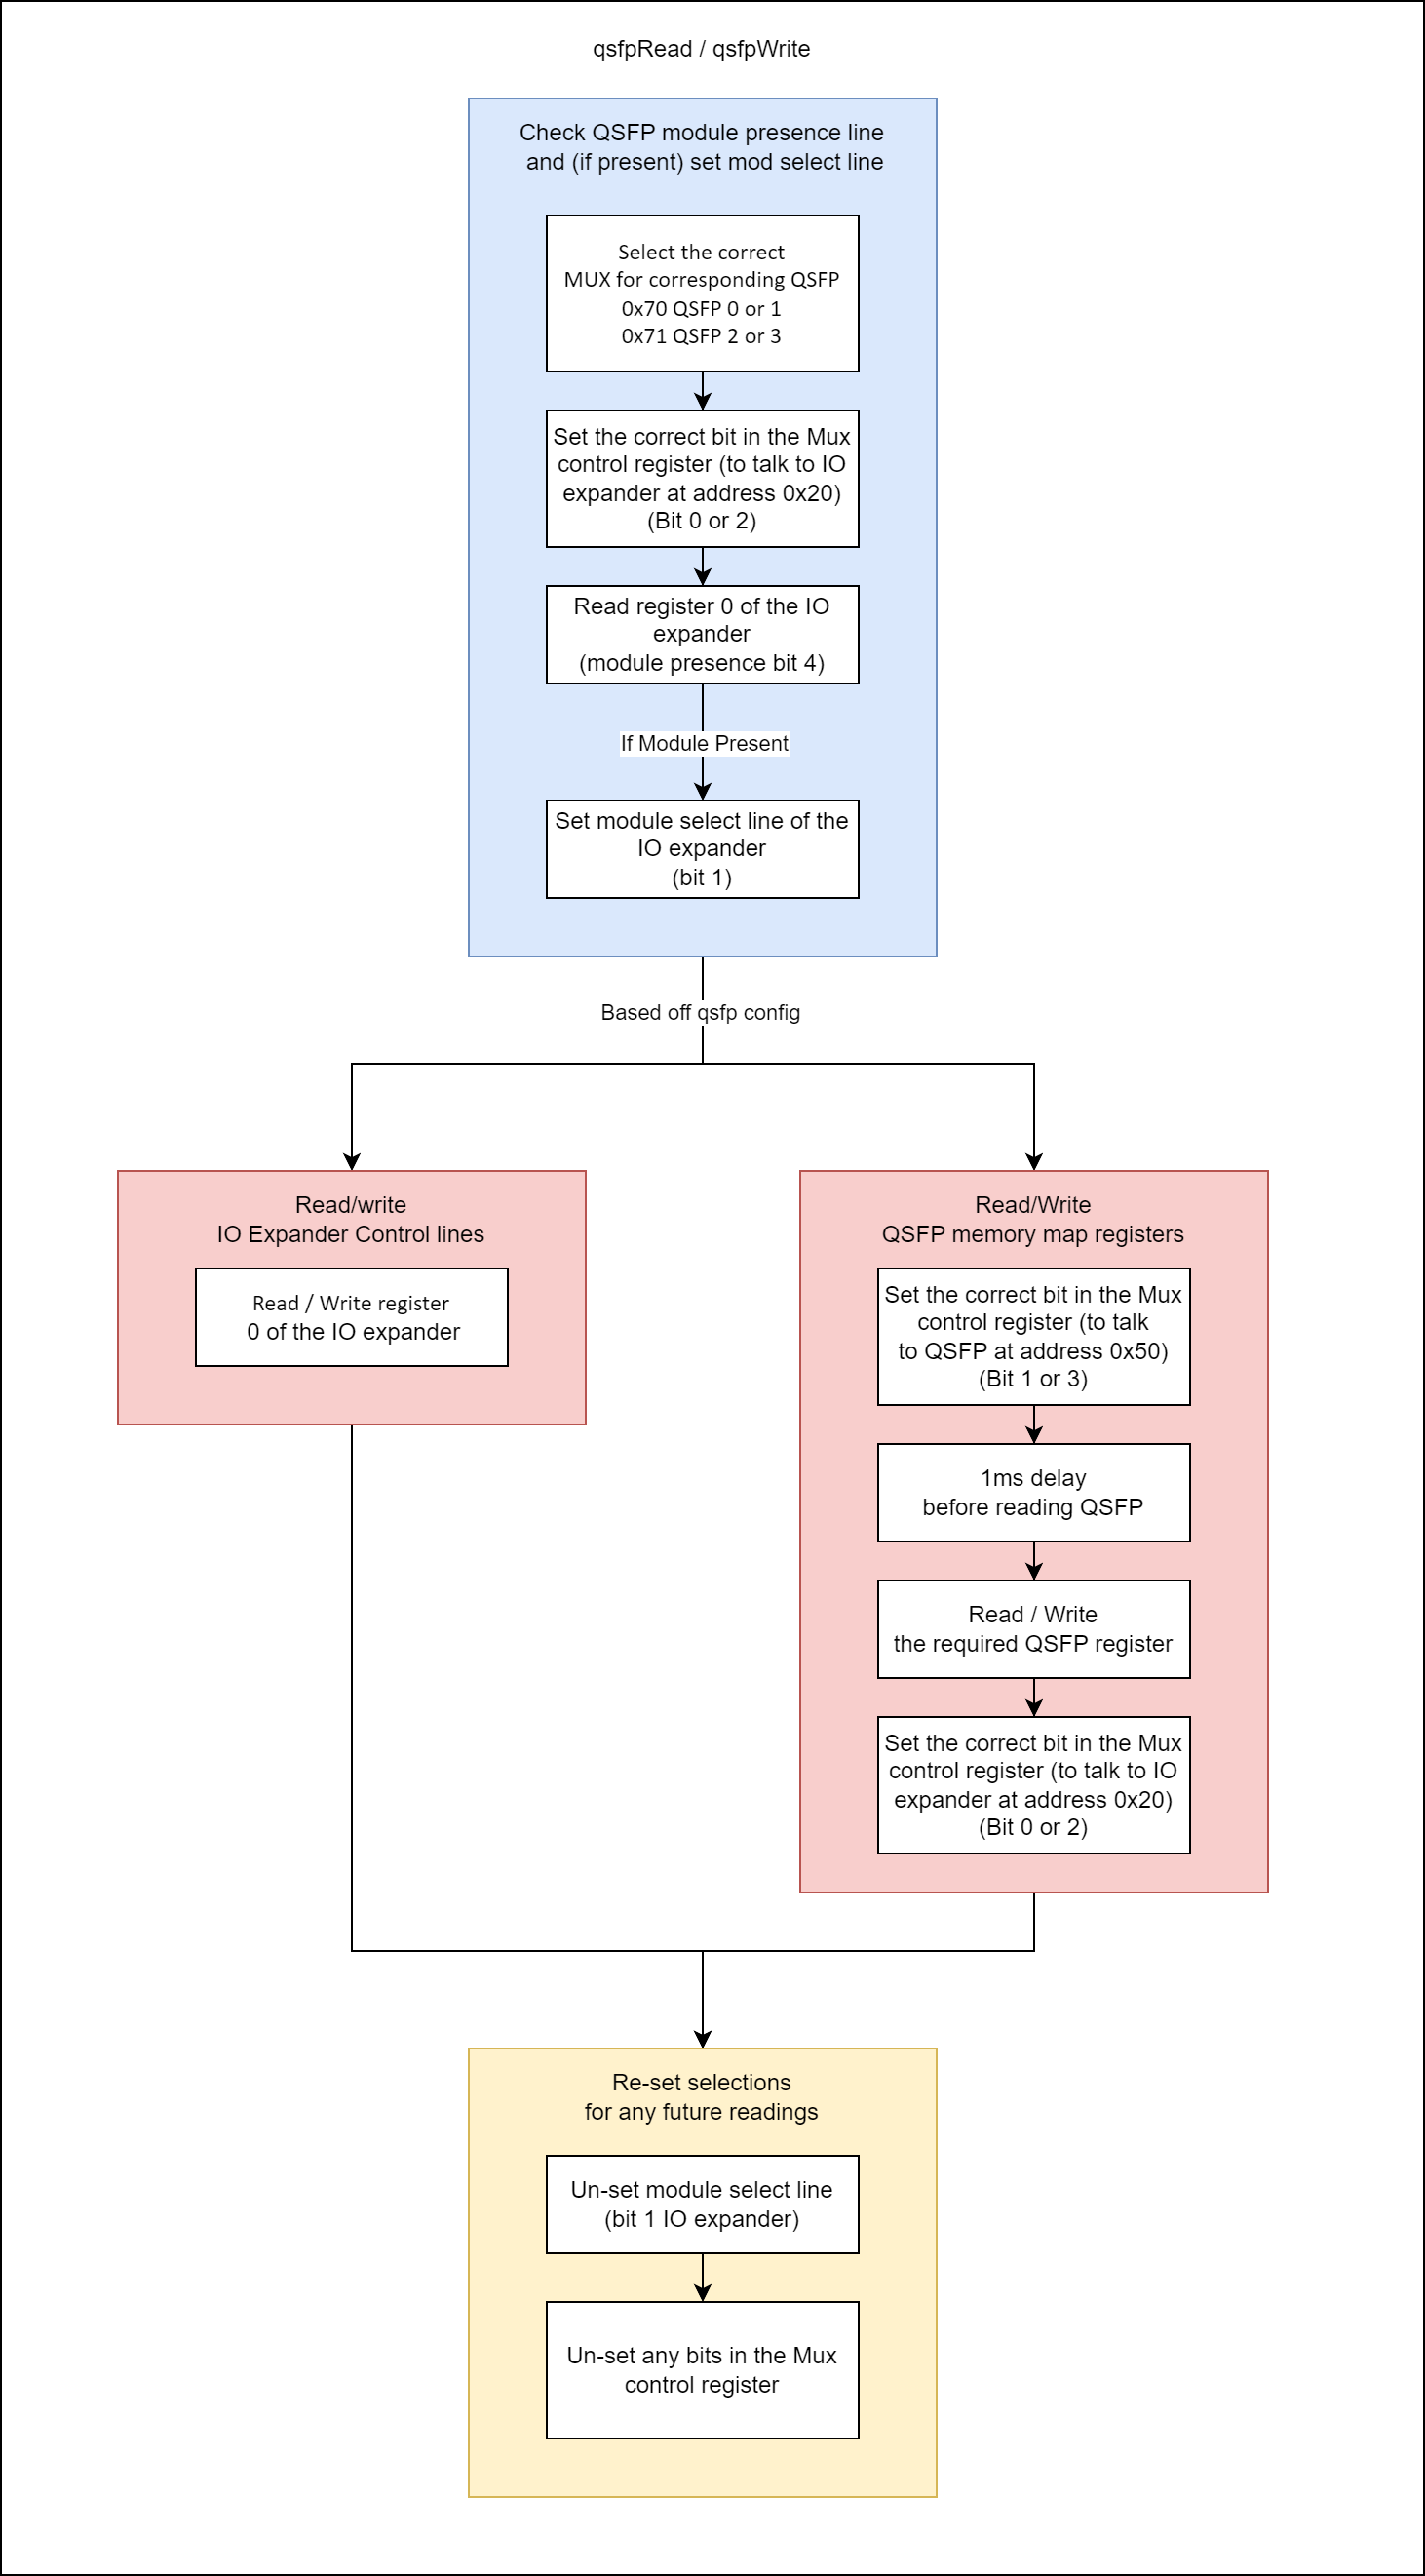 qsfpRead / qsfpWrite
Check QSFP module presence line
and (if present) set mod select line
Select the correct
MUX for corresponding QSFP
0x70 QSFP 0 or 1
0x71 QSFP 2 or 3
Set the correct bit in the Mux
control register (to talk to IO
expander at address 0x20)
(Bit 0 or 2)
Read register 0 of the IO
expander
(module presence bit 4)
If Module Present
Set module select line of the
IO expander
(bit 1)
Based off qsfp config
Read/write
IO Expander Control lines
Read / Write register
0 of the IO expander
Read/Write
QSFP memory map registers
Set the correct bit in the Mux
control register (to talk
to QSFP at address 0x50)
(Bit 1 or 3)
1ms delay
before reading QSFP
Read / Write
the required QSFP register
Set the correct bit in the Mux
control register (to talk to IO
expander at address 0x20)
(Bit 0 or 2)
Re-set selections
for any future readings
Un-set module select line
(bit 1 IO expander)
Un-set any bits in the Mux
control register